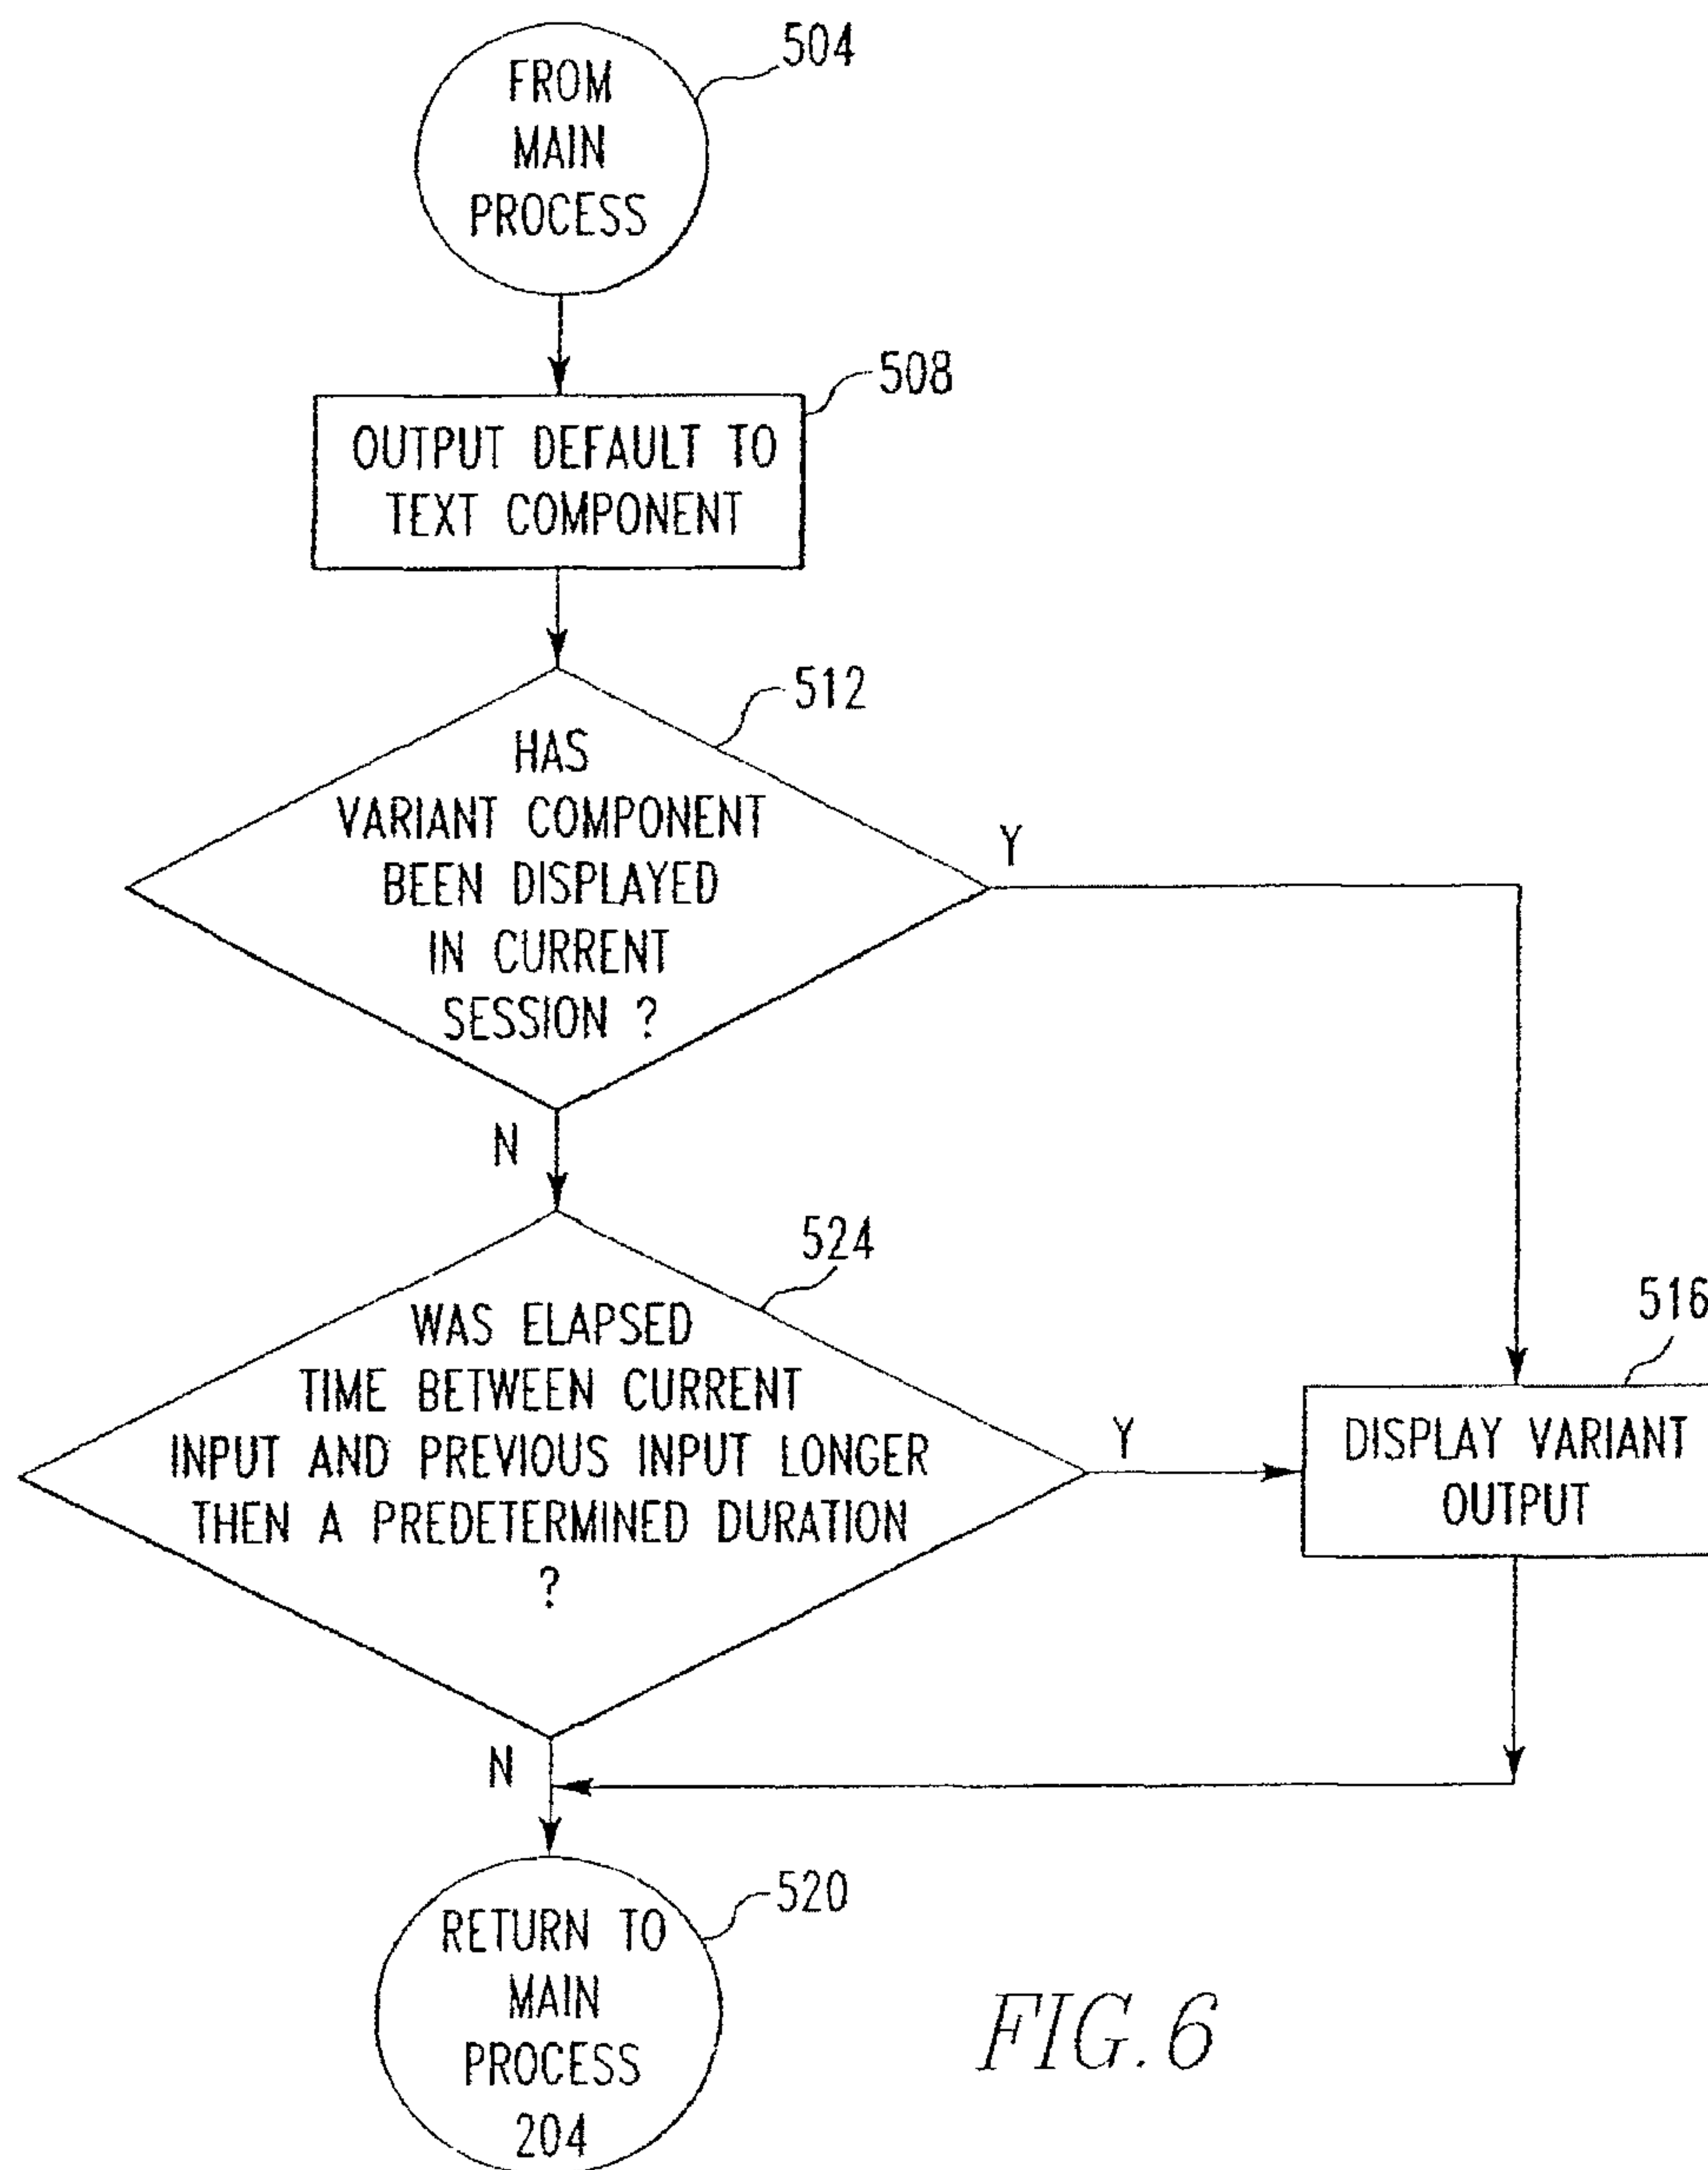 504
FROM
MAIN
PROCESS
508
OUTPUT DEFAULT TO
TEXT COMPONENT
512
HAS
VARIANT COMPONENT
BEEN DISPLAYED
IN CURRENT
SESSION ?
Y
N
524
WAS ELAPSED
TIME BETWEEN CURRENT
INPUT AND PREVIOUS INPUT LONGER
THEN A PREDETERMINED DURATION
?
Y
516
DISPLAY VARIANT
OUTPUT
N
520
RETURN TO
MAIN
PROCESS
204
FIG. 6